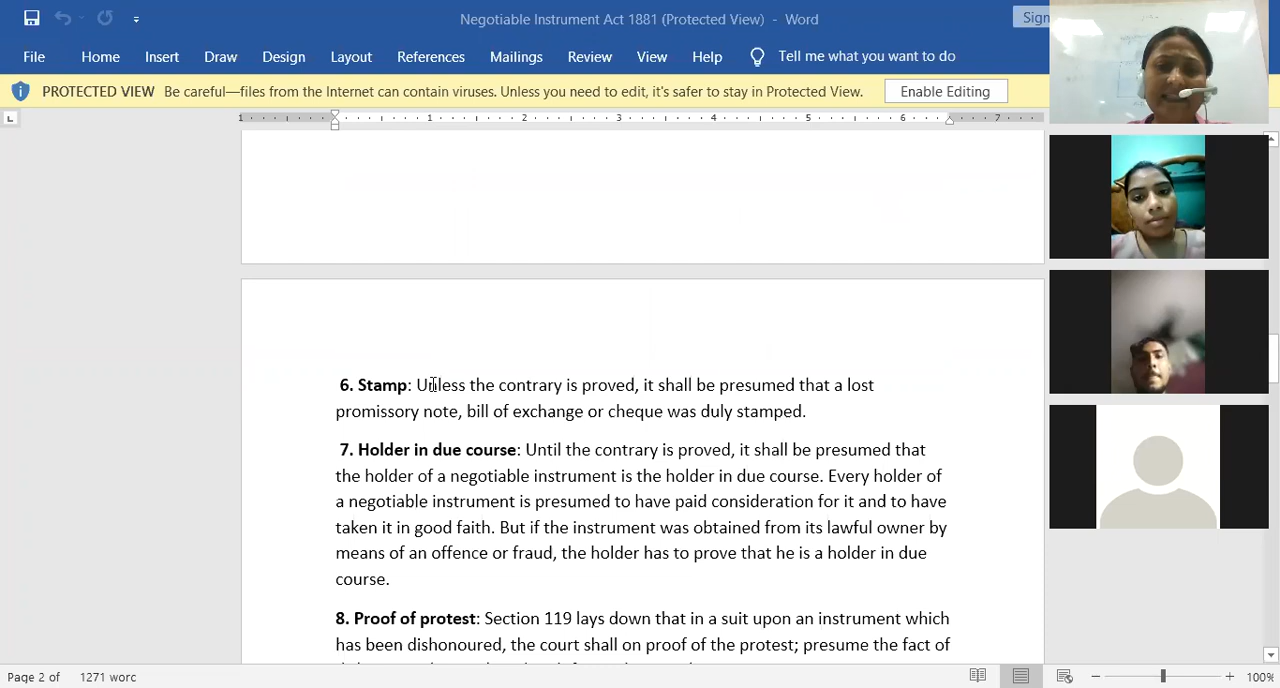 Negotiable Instrument Act 1881 (Protected View) - Word
Sign
File Home Insert Draw Design Layout References Mailings Review View Help Tell me what you want to do
PROTECTED VIEW Be careful—files from the Internet can contain viruses. Unless you need to edit, it's safer to stay in Protected View. Enable Editing
1 1 2 3 4 5 6 7
6. Stamp: Unless the contrary is proved, it shall be presumed that a lost
promissory note, bill of exchange or cheque was duly stamped.
7. Holder in due course: Until the contrary is proved, it shall be presumed that
the holder of a negotiable instrument is the holder in due course. Every holder of
a negotiable instrument is presumed to have paid consideration for it and to have
taken it in good faith. But if the instrument was obtained from its lawful owner by
means of an offence or fraud, the holder has to prove that he is a holder in due
course.
8. Proof of protest: Section 119 lays down that in a suit upon an instrument which
has been dishonoured, the court shall on proof of the protest; presume the fact of
Page 2 of 1271 worc 100%